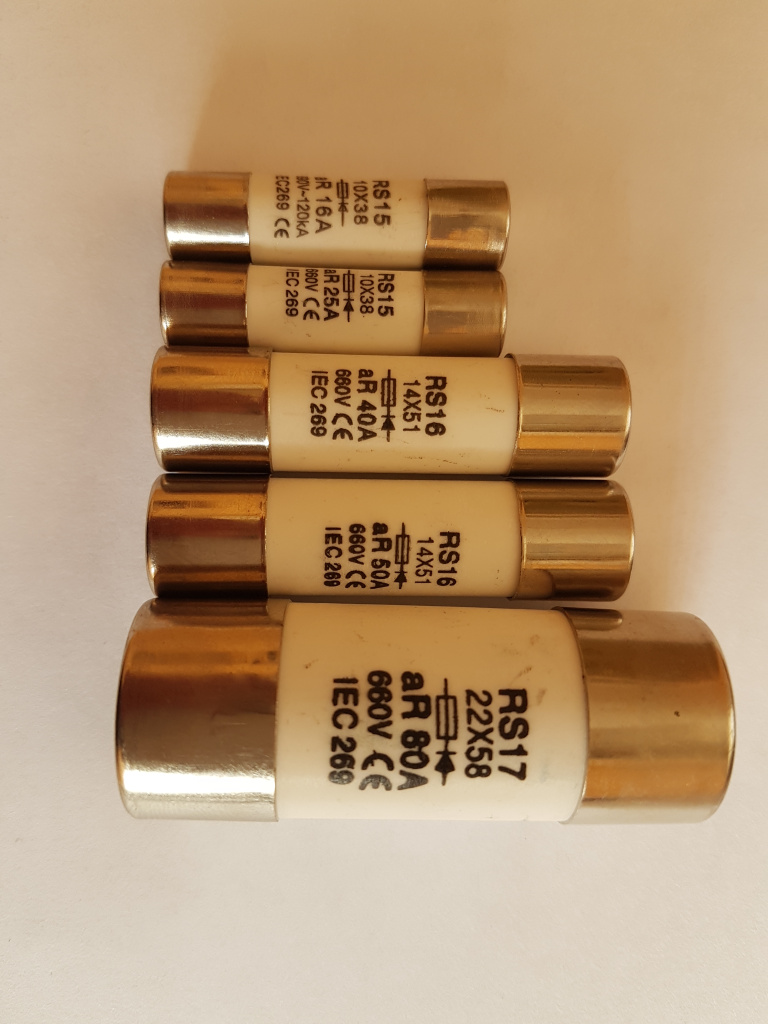 RS15
10X38
aR 16A
90V~120kA
EC269 CE
RS15
10X38
aR 25A
660V CE
IEC 269
RS16
14X51
aR 40A
660V CE
IEC 269
RS16
14X51
aR 50A
660V CE
IEC 269
RS17
22X58
aR 80A
660V CE
IEC 269